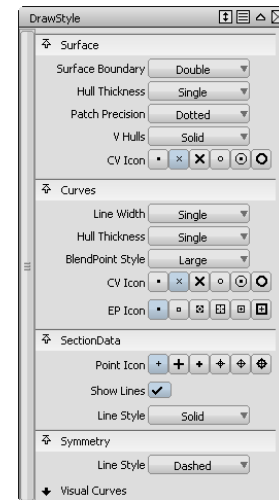 DrawStyle
Surface
Surface Boundary Double
Hull Thickness Single
Patch Precision Dotted
V Hulls Solid
CV Icon
Curves
Line Width Single
Hull Thickness Single
BlendPoint Style Large
CV Icon
EP Icon
SectionData
Point Icon
Show Lines
Line Style Solid
Symmetry
Line Style Dashed
Visual Curves